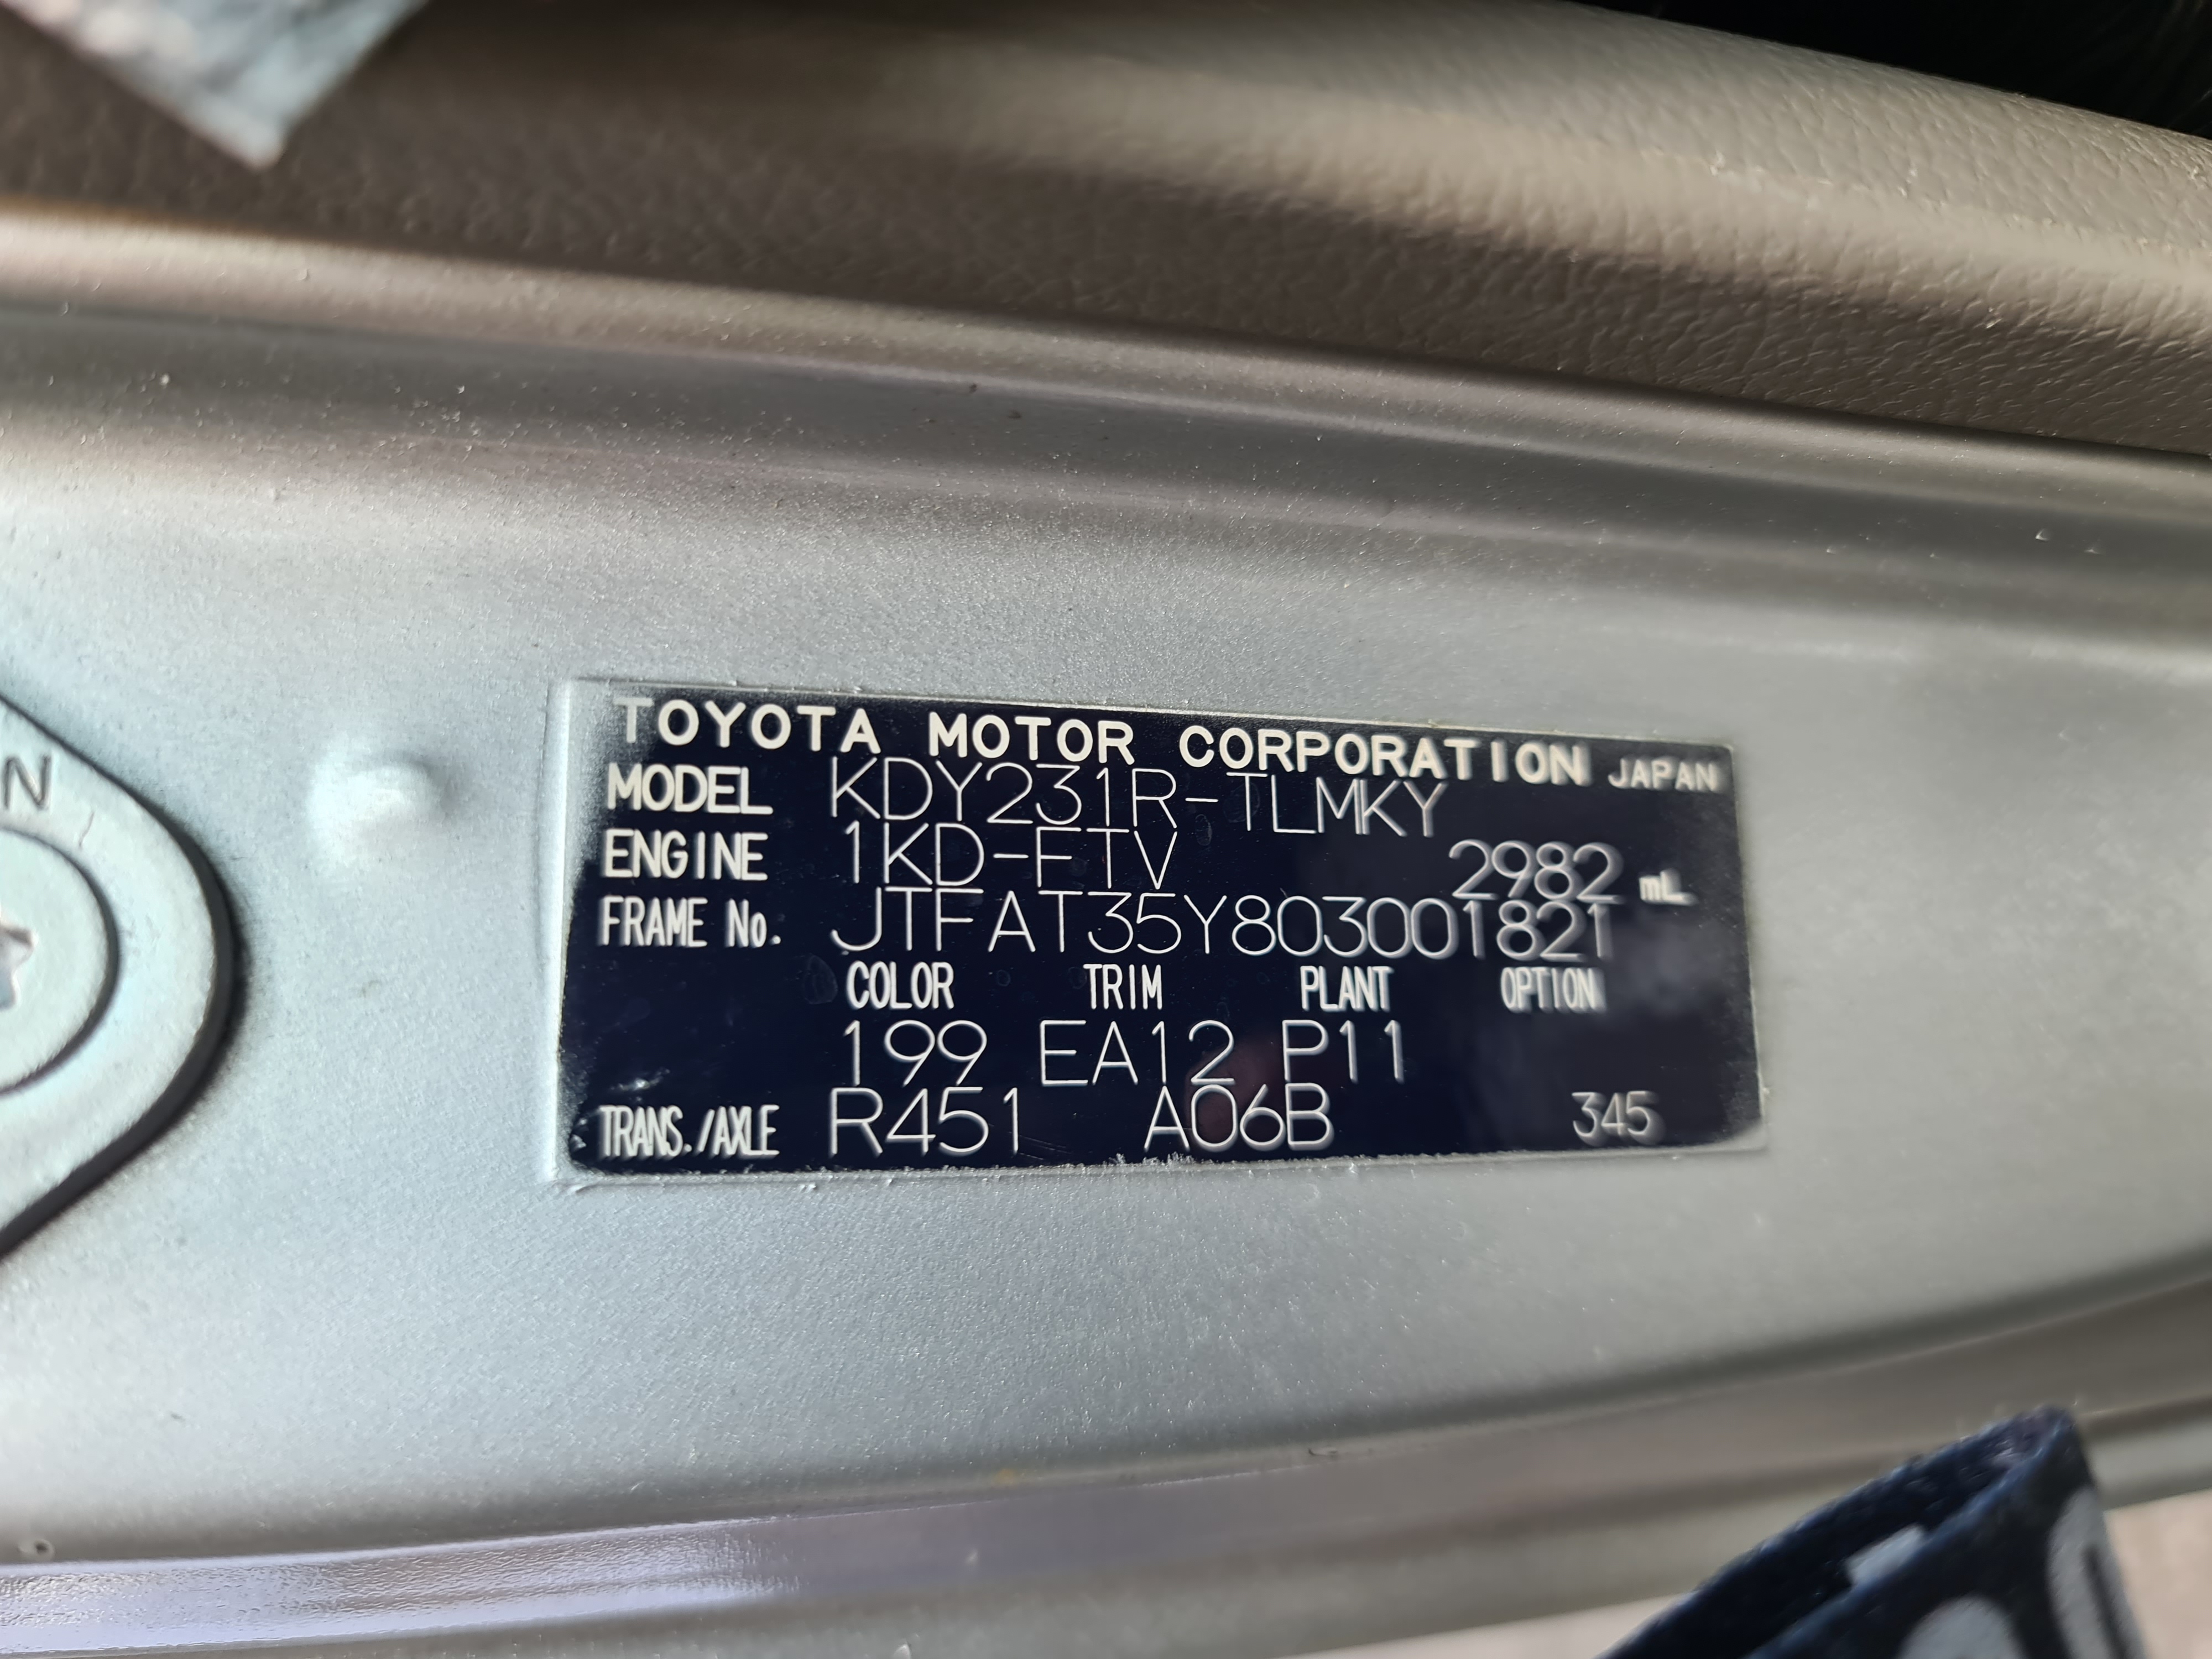 TOYOTA MOTOR CORPORATION JAPAN
MODEL KDY231R-TLMKY
ENGINE 1KD-FTV 2982 mL
FRAME No. JTFAT35Y803001821
COLOR TRIM PLANT OPTION
199 EA12 P11
TRANS./AXLE R451 A06B 345
N